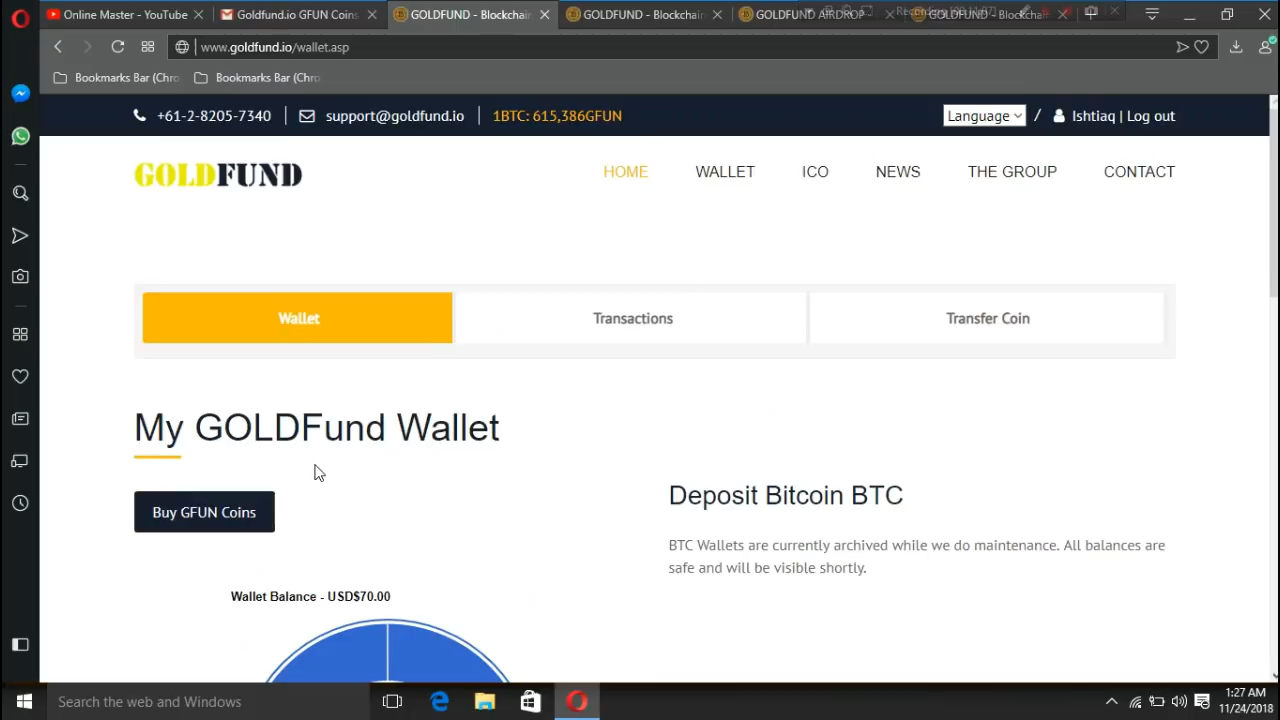 Online Master - YouTube
Goldfund.io GFUN Coins
GOLDFUND - Blockchain
GOLDFUND - Blockchain
GOLDFUND AIRDROP
GOLDFUND - Blockchain
www.goldfund.io/wallet.asp
Bookmarks Bar (Chro
Bookmarks Bar (Chro
+61-2-8205-7340
support@goldfund.io
1BTC: 615,386GFUN
Language
/
Ishtiaq | Log out
GOLDFUND
HOME
WALLET
ICO
NEWS
THE GROUP
CONTACT
Wallet
Transactions
Transfer Coin
My GOLDFund Wallet
Buy GFUN Coins
Deposit Bitcoin BTC
BTC Wallets are currently archived while we do maintenance. All balances are
safe and will be visible shortly.
Wallet Balance - USD$70.00
Search the web and Windows
1:27 AM
11/24/2018